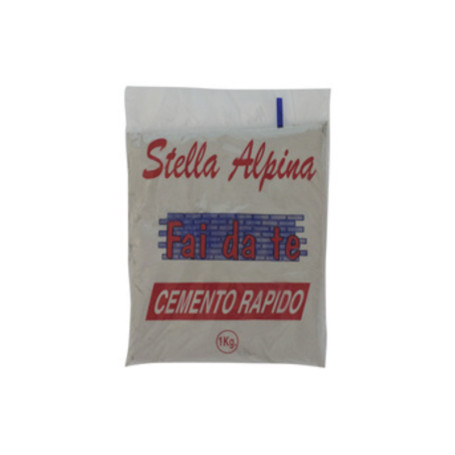 Stella Alpina
Fai da te
CEMENTO RAPIDO
1Kg.